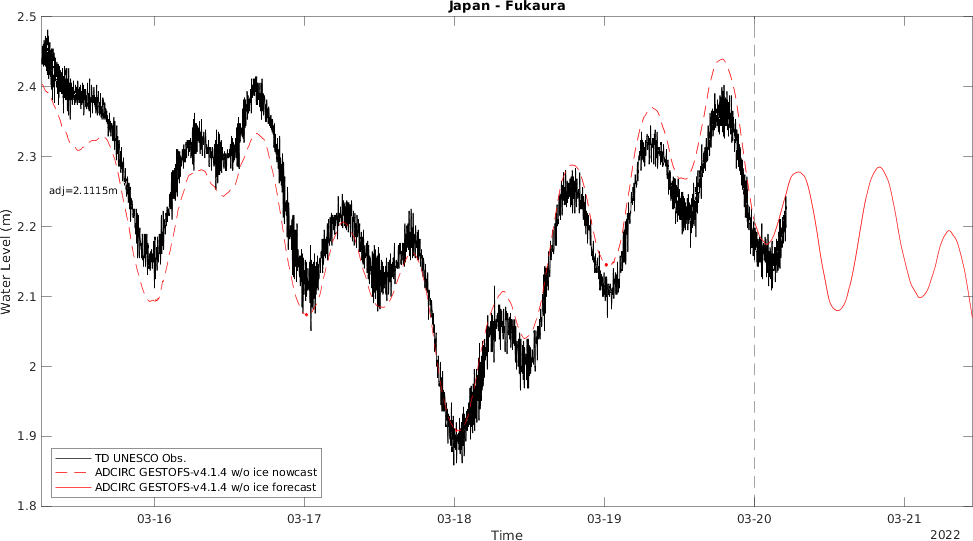 Japan - Fukaura
2.5
2.4
2.3
2.2
2.1
2
1.9
1.8
Water Level (m)
adj=2.1115m
TD UNESCO Obs.
ADCIRC GESTOFS-v4.1.4 w/o ice nowcast
ADCIRC GESTOFS-v4.1.4 w/o ice forecast
03-16
03-17
03-18
03-19
03-20
03-21
Time
2022